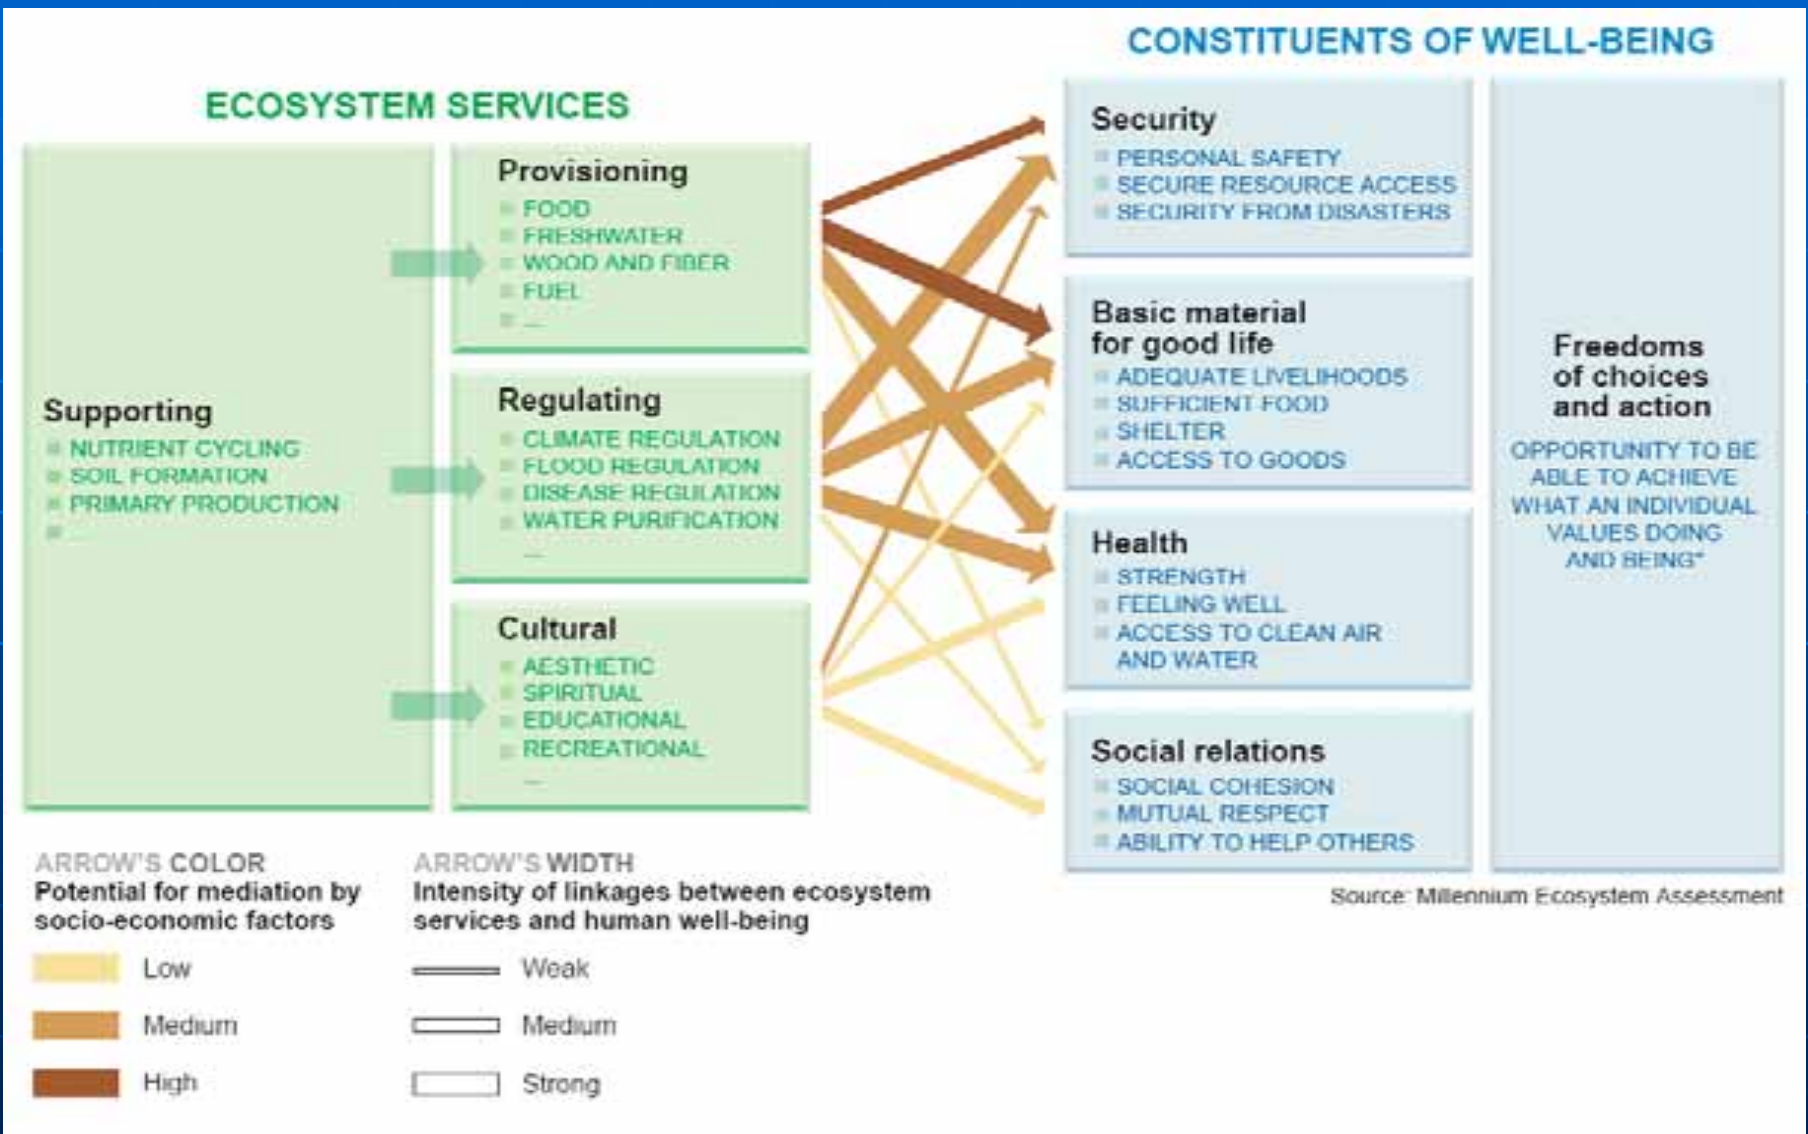 CONSTITUENTS OF WELL-BEING
ECOSYSTEM SERVICES
Supporting
NUTRIENT CYCLING
SOIL FORMATION
PRIMARY PRODUCTION
...
Provisioning
FOOD
FRESHWATER
WOOD AND FIBER
FUEL
...
Regulating
CLIMATE REGULATION
FLOOD REGULATION
DISEASE REGULATION
WATER PURIFICATION
...
Cultural
AESTHETIC
SPIRITUAL
EDUCATIONAL
RECREATIONAL
...
Security
PERSONAL SAFETY
SECURE RESOURCE ACCESS
SECURITY FROM DISASTERS
Basic material
for good life
ADEQUATE LIVELIHOODS
SUFFICIENT FOOD
SHELTER
ACCESS TO GOODS
Health
STRENGTH
FEELING WELL
ACCESS TO CLEAN AIR
AND WATER
Social relations
SOCIAL COHESION
MUTUAL RESPECT
ABILITY TO HELP OTHERS
Freedoms
of choices
and action
OPPORTUNITY TO BE
ABLE TO ACHIEVE
WHAT AN INDIVIDUAL
VALUES DOING
AND BEING"
Source: Millennium Ecosystem Assessment
ARROW'S COLOR
Potential for mediation by
socio-economic factors
Low
Medium
High
ARROW'S WIDTH
Intensity of linkages between ecosystem
services and human well-being
Weak
Medium
Strong